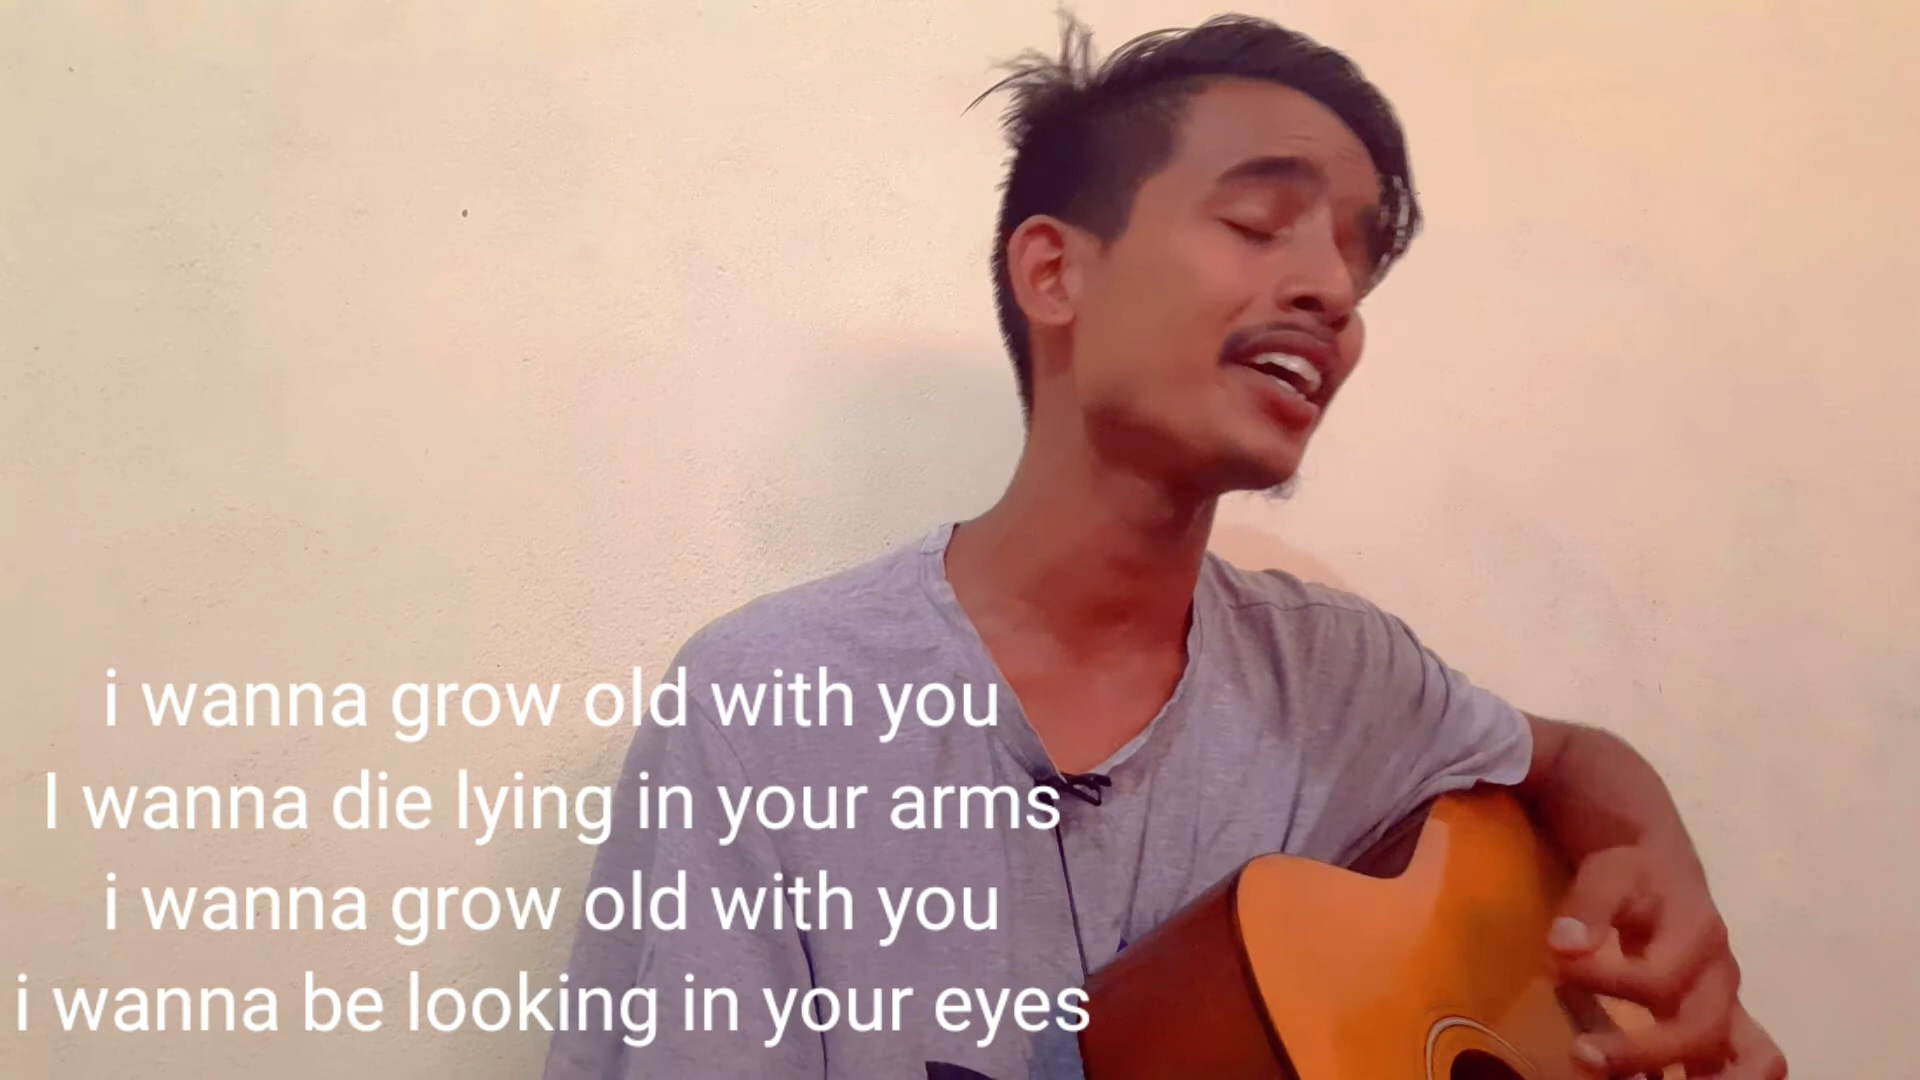 i wanna grow old with you
I wanna die lying in your arms
i wanna grow old with you
i wanna be looking in your eyes